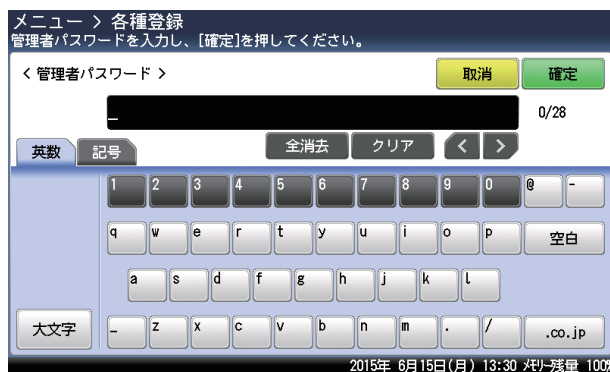 メニュー > 各種登録
管理者パスワードを入力し、[確定]を押してください。
< 管理者パスワード >
取消 確定
_
0/28
英数 記号 全消去 クリア < >
1 2 3 4 5 6 7 8 9 0 @ -
q w e r t y u i o p 空白
a s d f g h j k l
大文字 _ z x c v b n m . / .co.jp
2015年 6月15日(月) 13:30 メモリー残量 100%